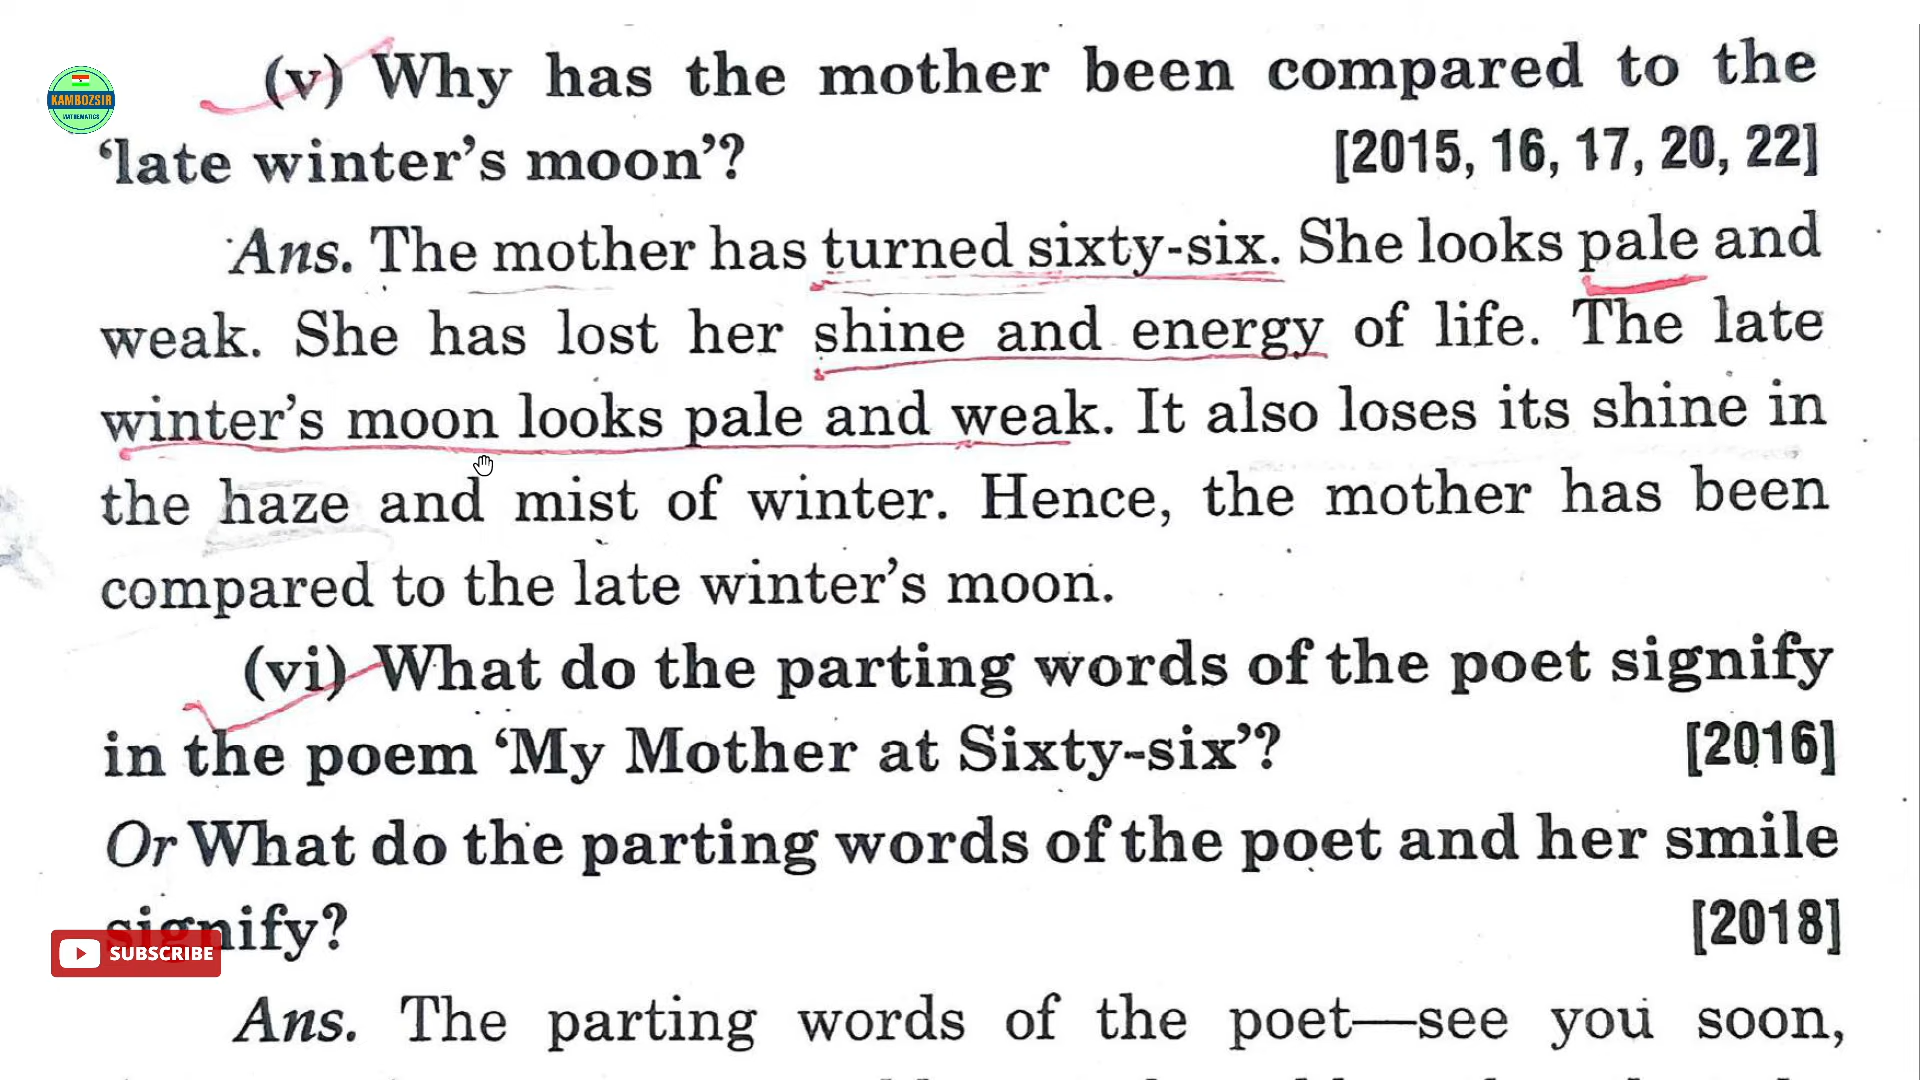 (v) Why has the mother been compared to the
KAMBOZSIR
MATHEMATICS
‘late winter’s moon’? [2015, 16, 17, 20, 22]
Ans. The mother has turned sixty-six. She looks pale and
weak. She has lost her shine and energy of life. The late
winter’s moon looks pale and weak. It also loses its shine in
the haze and mist of winter. Hence, the mother has been
compared to the late winter’s moon.
(vi) What do the parting words of the poet signify
in the poem ‘My Mother at Sixty-six’? [2016]
Or What do the parting words of the poet and her smile
signify? [2018]
SUBSCRIBE
Ans. The parting words of the poet—see you soon,